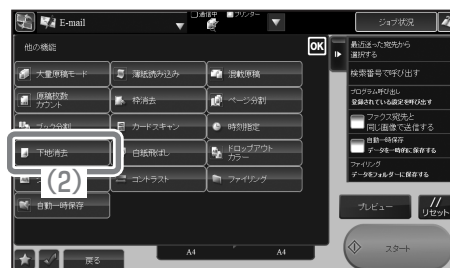 E-mail
通信中
プリンター
ジョブ状況
他の機能
OK
大量原稿モード
薄紙読み込み
混載原稿
原稿枚数
カウント
枠消去
ページ分割
ブック分割
カードスキャン
時刻指定
下地消去
白紙飛ばし
ドロップアウト
カラー
(2)
コントラスト
ファイリング
自動一時保存
戻る
A4
A4
最近送った宛先から
選択する
検索番号で呼び出す
プログラム呼び出し
登録されている設定を呼び出す
ファクス宛先と
同じ画像で送信する
自動一時保存
データを一時的に保存する
ファイリング
データをフォルダーに保存する
プレビュー
リセット
スタート